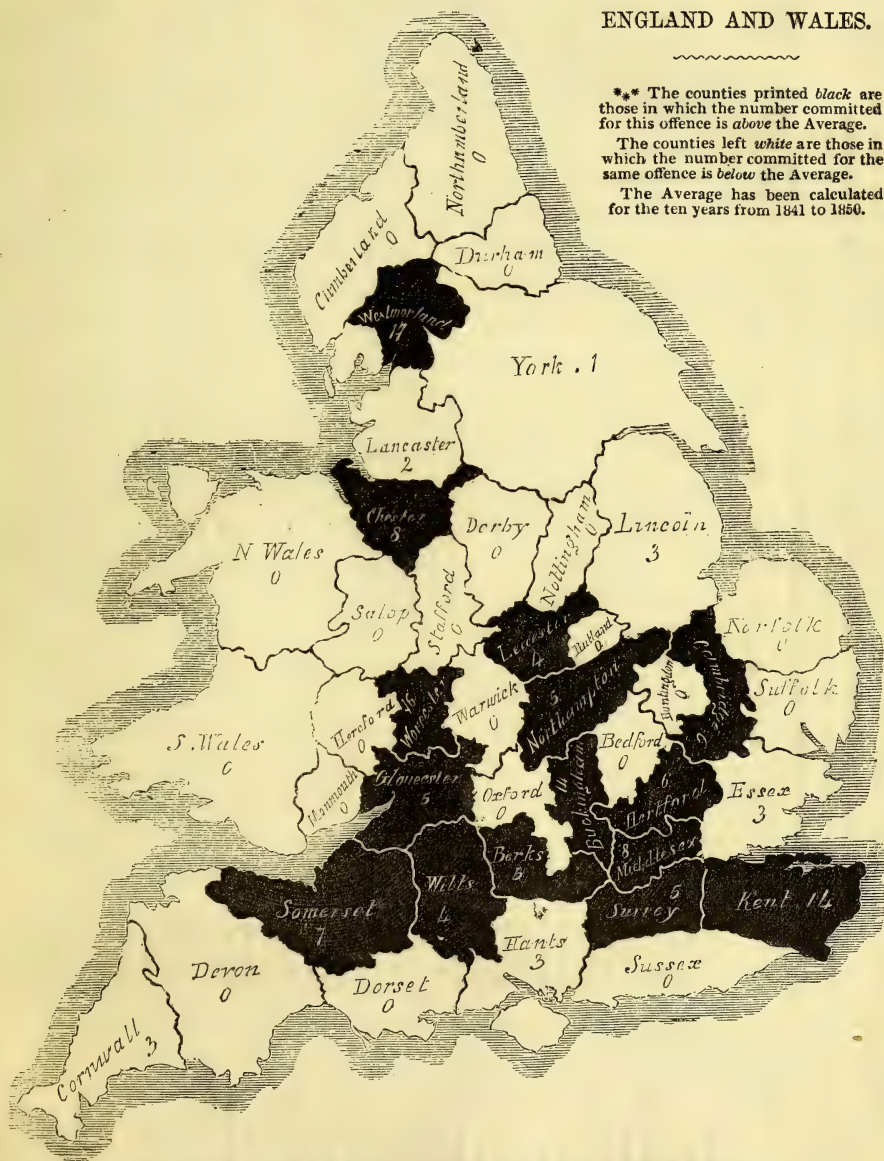 ENGLAND AND WALES.
*** The counties printed black are
those in which the number committed
for this offence is above the Average.
The counties left white are those in
which the number committed for the
same offence is below the Average.
The Average has been calculated
for the ten years from 1841 to 1850.
Northumberland
0
Cumberland
0
Durham
0
Westmorland
17
York . 1
Lancaster
2
Chester
8
Derby
0
Nottingham
0
Lincoln
3
N Wales
0
Salop
0
Stafford
0
Leicester
4
Rutland
0
Norfolk
0
S. Wales
0
Hereford
0
16
Worcester
Warwick
0
5
Northampton
Huntingdon
0
Cambridge
6
Suffolk
0
Monmouth
0
Gloucester
5
Oxford
0
14
Buckingham
Bedford
0
6
Hertford
Essex
3
Somerset
7
Wilts
4
Berks
5
8
Middlesex
5
Surrey
Kent . 14
Devon
0
Dorset
0
Hants
3
Sussex
0
Cornwall
3